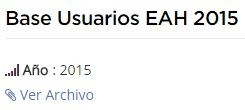 Base Usuarios EAH 2015
Año : 2015
Ver Archivo